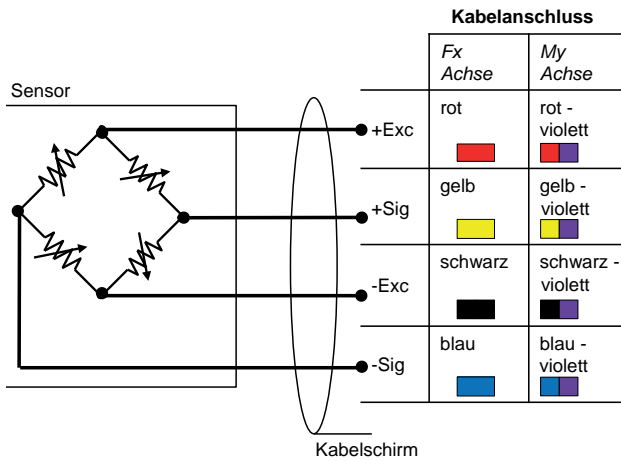 Kabelanschluss
Fx
Achse
My
Achse
Sensor
+Exc
rot
rot -
violett
+Sig
gelb
gelb -
violett
-Exc
schwarz
schwarz -
violett
-Sig
blau
blau -
violett
Kabelschirm